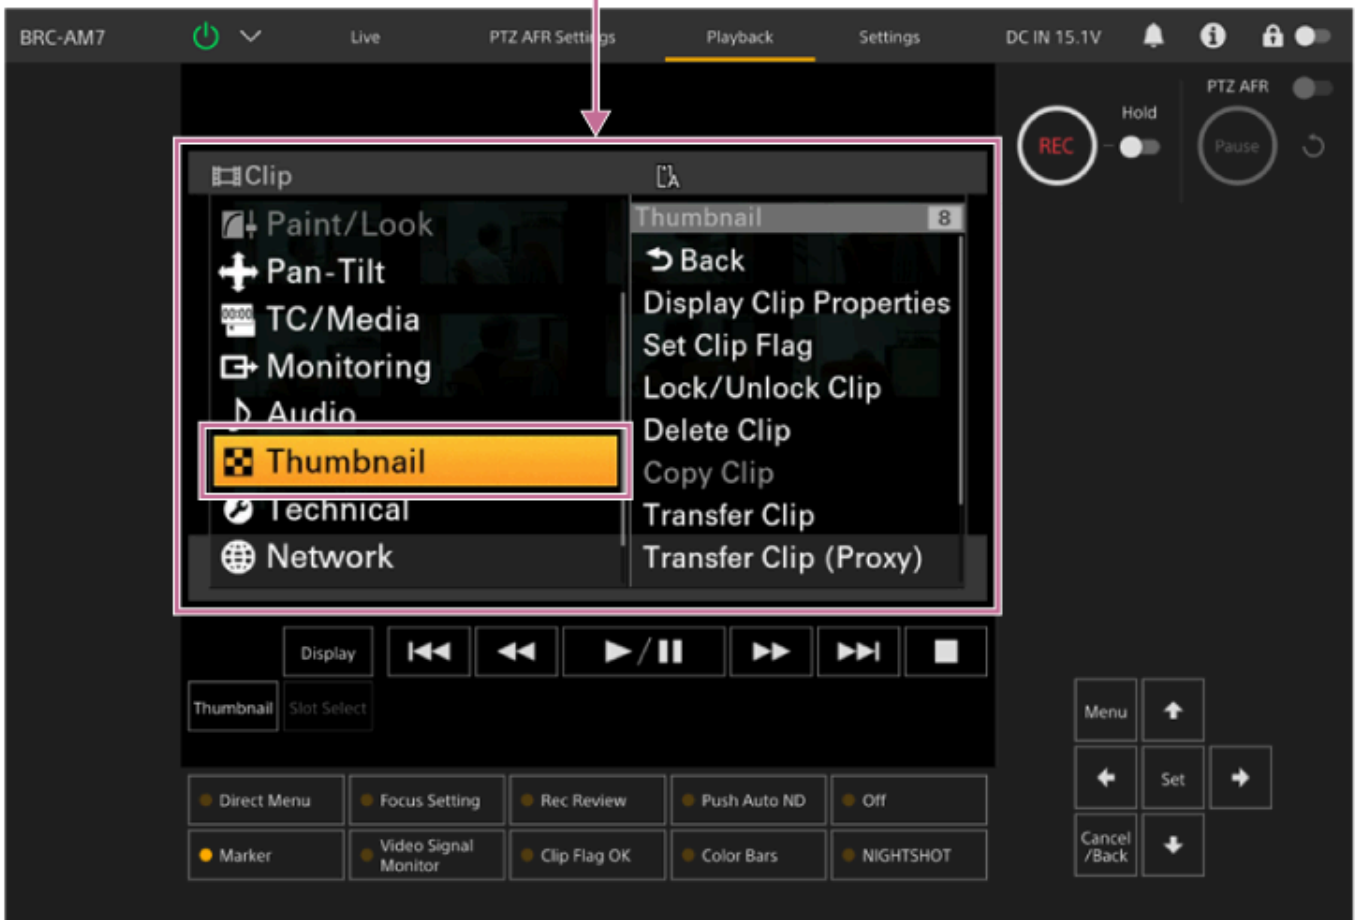 BRC-AM7 Live PTZ AFR Settings Playback Settings DC IN 15.1V
PTZ AFR
Hold
REC
Pause
Clip A
Paint/Look
Pan-Tilt
00:00 TC/Media
Monitoring
Audio
Thumbnail
Technical
Network
Thumbnail 8
Back
Display Clip Properties
Set Clip Flag
Lock/Unlock Clip
Delete Clip
Copy Clip
Transfer Clip
Transfer Clip (Proxy)
Display
Thumbnail Slot Select
Menu
Set
Cancel
/Back
Direct Menu Focus Setting Rec Review Push Auto ND Off
Marker Video Signal
Monitor Clip Flag OK Color Bars NIGHTSHOT